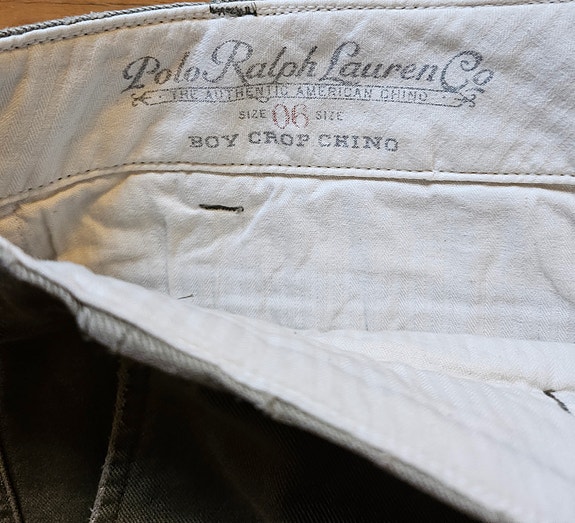 Polo Ralph Lauren Co
THE AUTHENTIC AMERICAN CHINO
SIZE 06 SIZE
BOY CROP CHINO